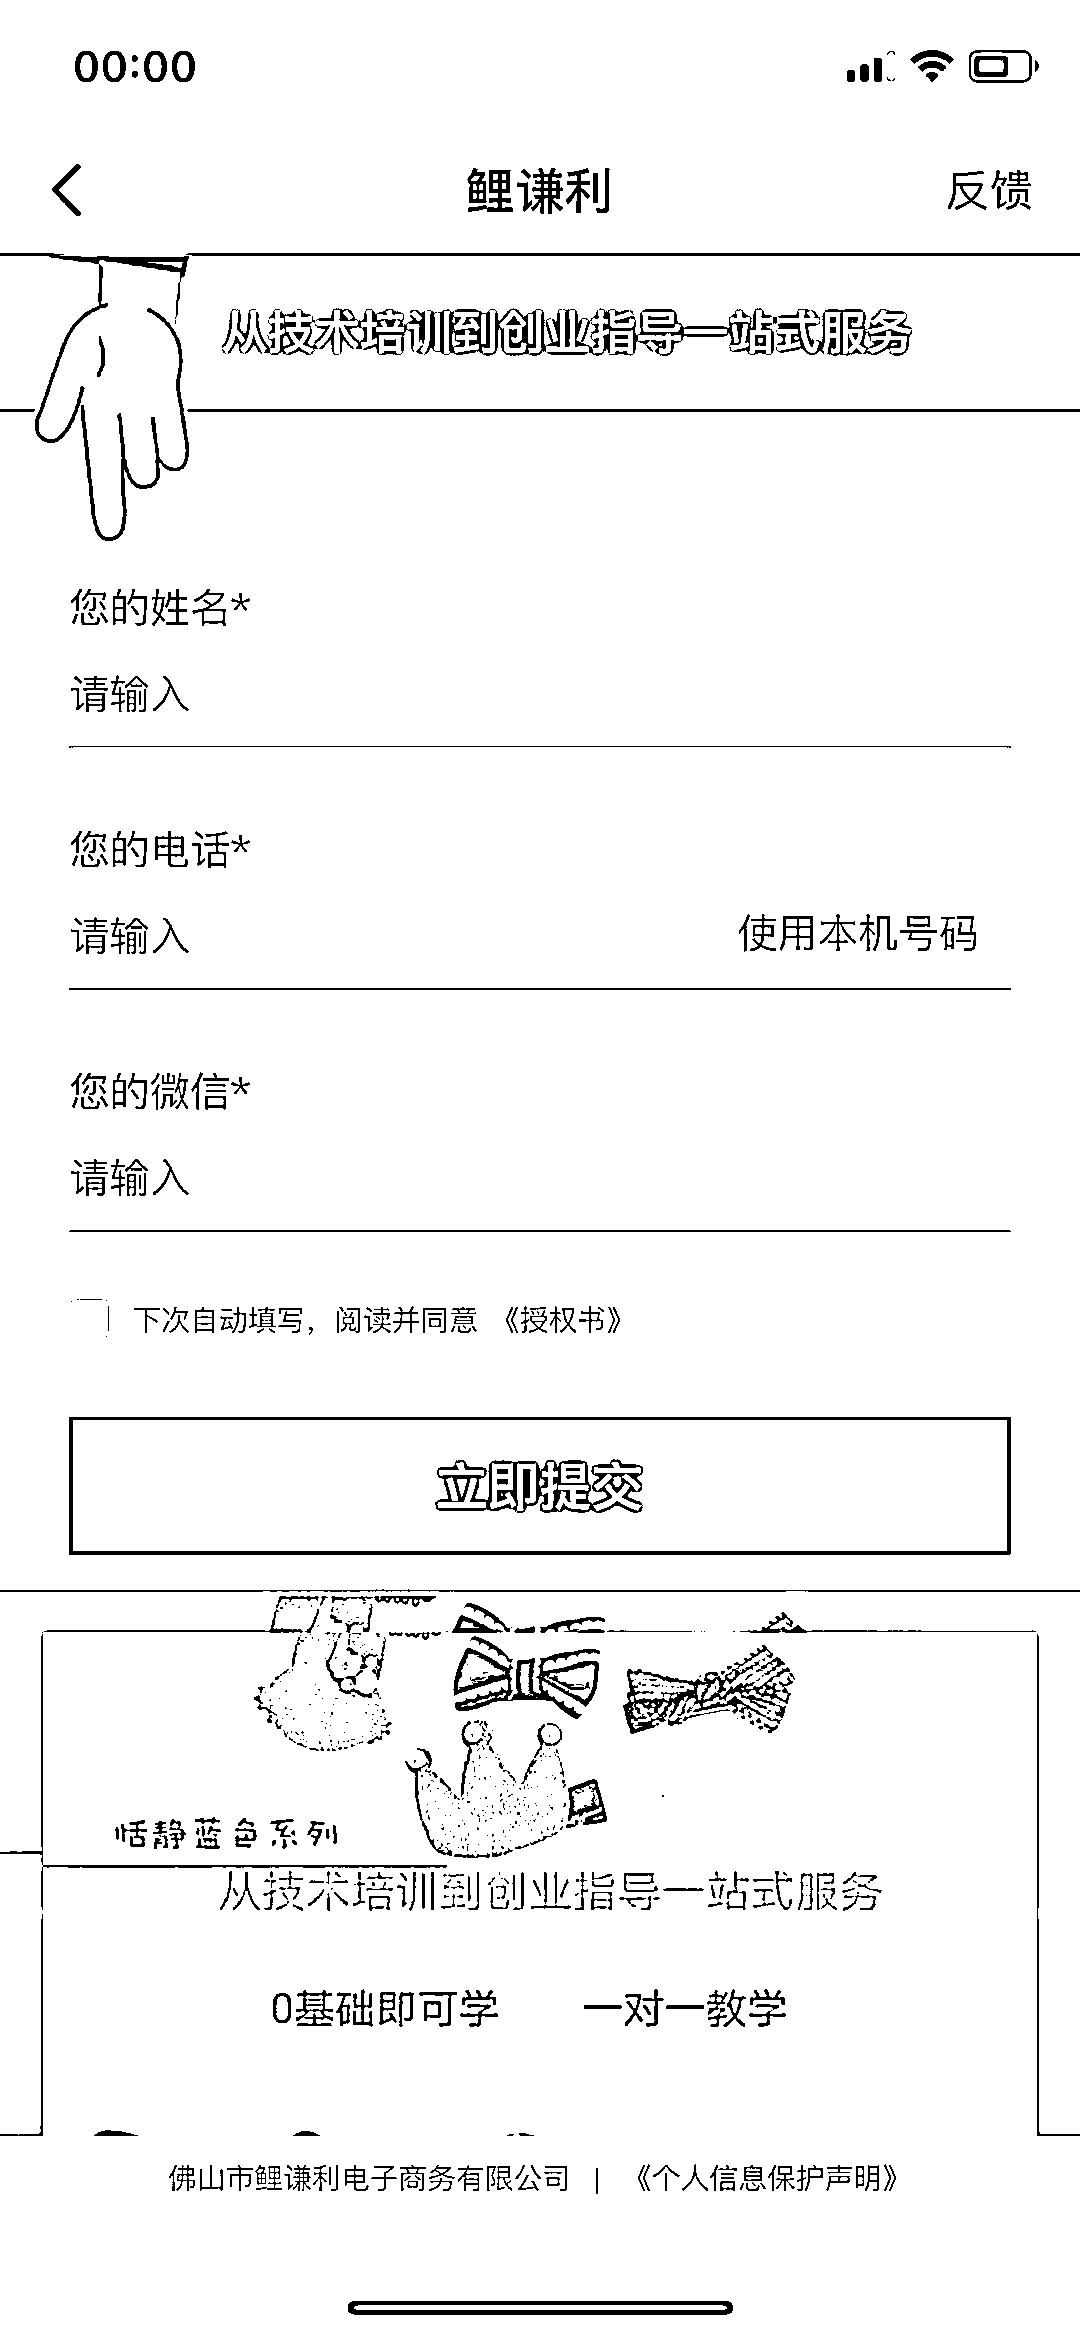 00:00
鲤谦利
反馈
从技术培训到创业指导一站式服务
您的姓名*
请输入
您的电话*
请输入
使用本机号码
您的微信*
请输入
下次自动填写，阅读并同意 《授权书》
立即提交
恬静蓝色系列
从技术培训到创业指导一站式服务
0基础即可学 一对一教学
佛山市鲤谦利电子商务有限公司 | 《个人信息保护声明》